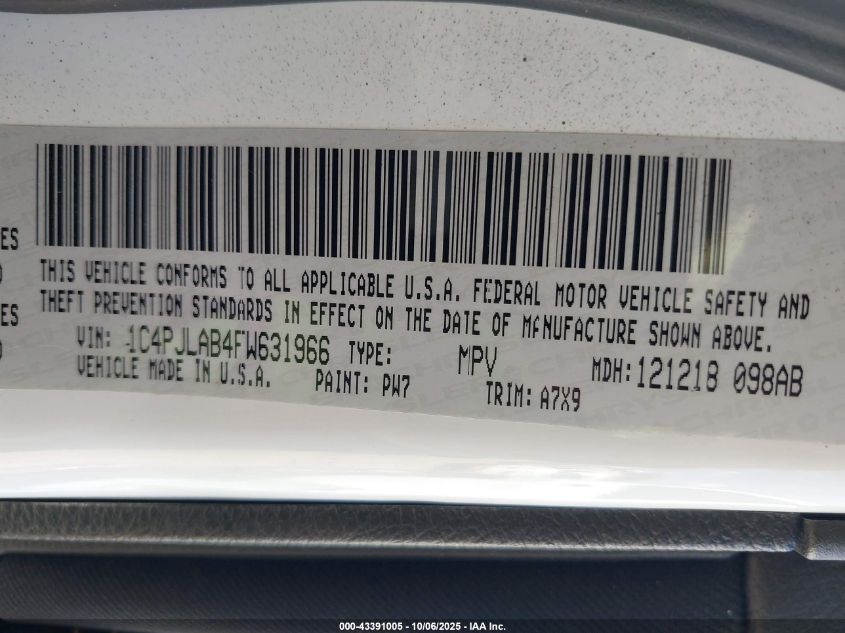 ES
THIS VEHICLE CONFORMS TO ALL APPLICABLE U.S.A. FEDERAL MOTOR VEHICLE SAFETY AND
THEFT PREVENTION STANDARDS IN EFFECT ON THE DATE OF MANUFACTURE SHOWN ABOVE.
ES
VIN: 1C4PJLAB4FW631966 TYPE: MPV MDH: 121218 098AB
VEHICLE MADE IN U.S.A. PAINT: PW7 TRIM: A7X9
000-43391005 - 10/06/2025 - IAA Inc.